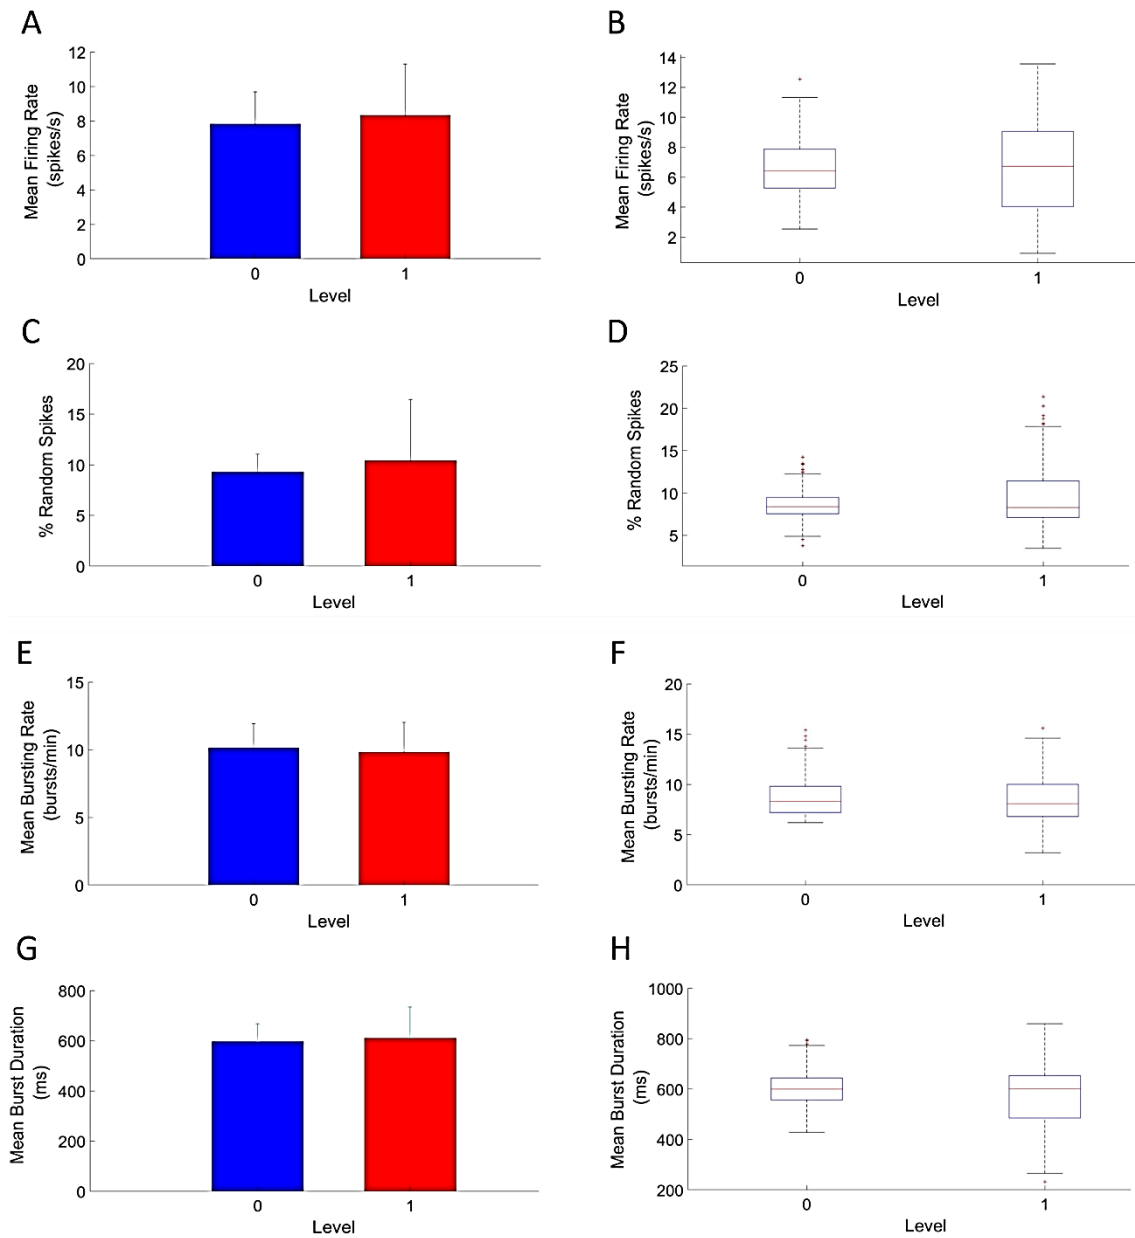 A
Mean Firing Rate
(spikes/s)
12
10
8
6
4
2
0
0 1
Level
B
Mean Firing Rate
(spikes/s)
14
12
10
8
6
4
2
0 1
Level
C
% Random Spikes
20
15
10
5
0
0 1
Level
D
% Random Spikes
25
20
15
10
5
0 1
Level
E
Mean Bursting Rate
(bursts/min)
15
10
5
0
0 1
Level
F
Mean Bursting Rate
(bursts/min)
20
15
10
5
0
0 1
Level
G
Mean Burst Duration
(ms)
800
600
400
200
0
0 1
Level
H
Mean Burst Duration
(ms)
1000
800
600
400
200
0 1
Level